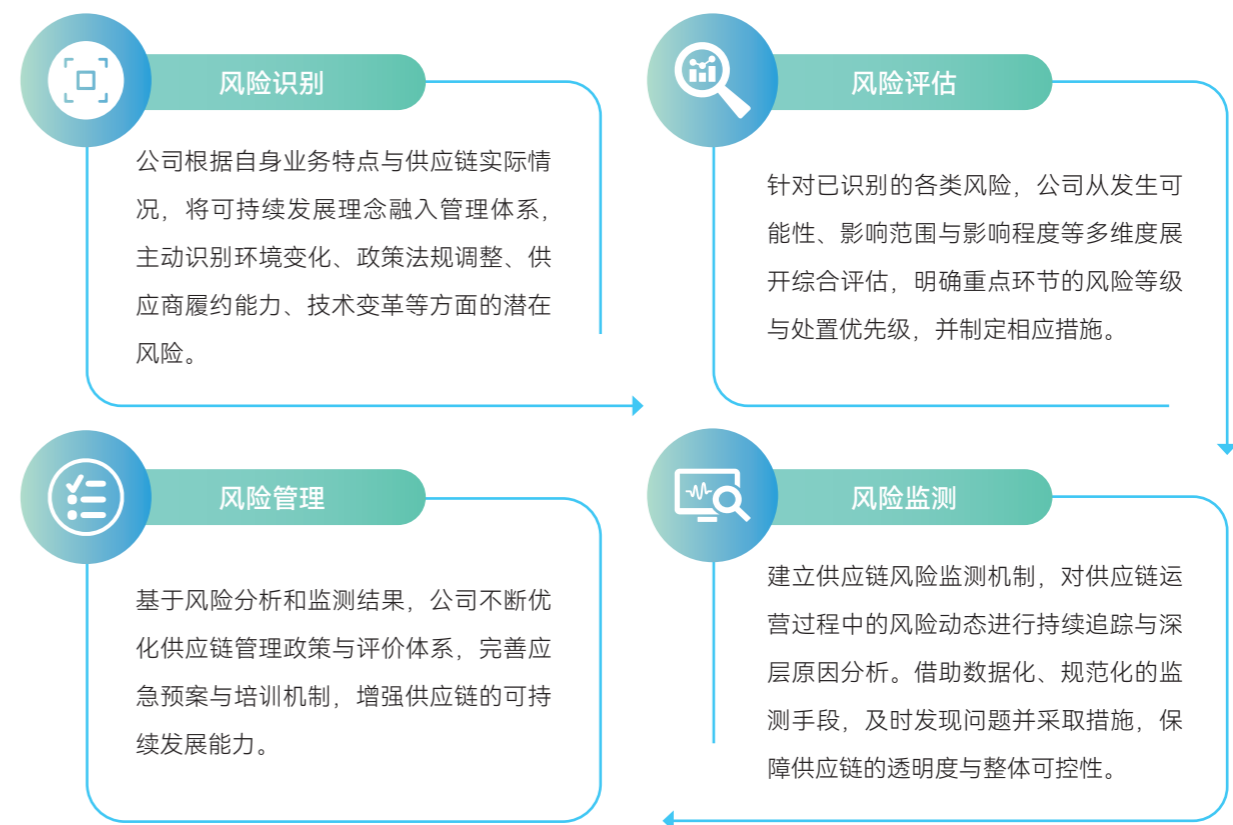 风险识别
公司根据自身业务特点与供应链实际情
况，将可持续发展理念融入管理体系，
主动识别环境变化、政策法规调整、供
应商履约能力、技术变革等方面的潜在
风险。
风险评估
针对已识别的各类风险，公司从发生可
能性、影响范围与影响程度等多维度展
开综合评估，明确重点环节的风险等级
与处置优先级，并制定相应措施。
风险管理
基于风险分析和监测结果，公司不断优
化供应链管理政策与评价体系，完善应
急预案与培训机制，增强供应链的可持
续发展能力。
风险监测
建立供应链风险监测机制，对供应链运
营过程中的风险动态进行持续追踪与深
层原因分析。借助数据化、规范化的监
测手段，及时发现问题并采取措施，保
障供应链的透明度与整体可控性。